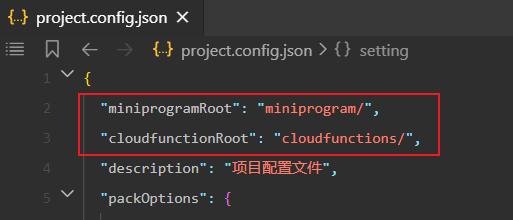 {..} project.config.json ×
{..} project.config.json > { } setting
1 {
2 "miniprogramRoot": "miniprogram/",
3 "cloudfunctionRoot": "cloudfunctions/",
4 "description": "项目配置文件",
5 "packOptions": {